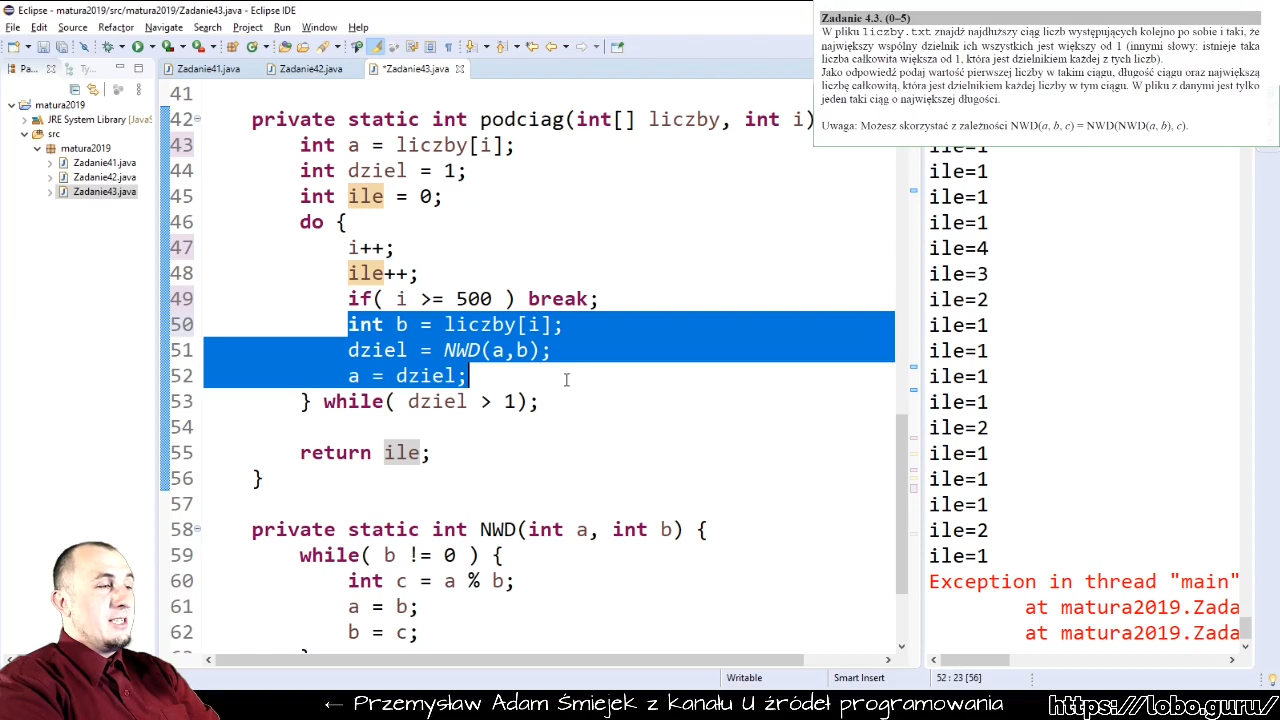 Eclipse - matura2019/src/matura2019/Zadanie43.java - Eclipse IDE
File Edit Source Refactor Navigate Search Project Run Window Help
Pa... Ty...
matura2019
JRE System Library [JavaS
src
matura2019
Zadanie41.java
Zadanie42.java
Zadanie43.java
Zadanie41.java Zadanie42.java *Zadanie43.java
41
42 private static int podciag(int[] liczby, int i)
43 int a = liczby[i];
44 int dziel = 1;
45 int ile = 0;
46 do {
47 i++;
48 ile++;
49 if( i >= 500 ) break;
50 int b = liczby[i];
51 dziel = NWD(a,b);
52 a = dziel;
53 } while( dziel > 1);
54
55 return ile;
56 }
57
58 private static int NWD(int a, int b) {
59 while( b != 0 ) {
60 int c = a % b;
61 a = b;
62 b = c;
Zadanie 4.3. (0–5)
W pliku liczby.txt znajdź najdłuższy ciąg liczb występujących kolejno po sobie i taki, że
największy wspólny dzielnik ich wszystkich jest większy od 1 (innymi słowy: istnieje taka
liczba całkowita większa od 1, która jest dzielnikiem każdej z tych liczb).
Jako odpowiedź podaj wartość pierwszej liczby w takim ciągu, długość ciągu oraz największą
liczbę całkowitą, która jest dzielnikiem każdej liczby w tym ciągu. W pliku z danymi jest tylko
jeden taki ciąg o największej długości.
Uwaga: Możesz skorzystać z zależności NWD(a, b, c) = NWD(NWD(a, b), c).
ile=1
ile=1
ile=1
ile=1
ile=4
ile=3
ile=2
ile=1
ile=1
ile=1
ile=1
ile=2
ile=1
ile=1
ile=1
ile=2
ile=1
Exception in thread "main"
at matura2019.Zada
at matura2019.Zada
Writable Smart Insert 52 : 23 [56]
← Przemysław Adam Śmiejek z kanału U źródeł programowania https://lobo.guru/